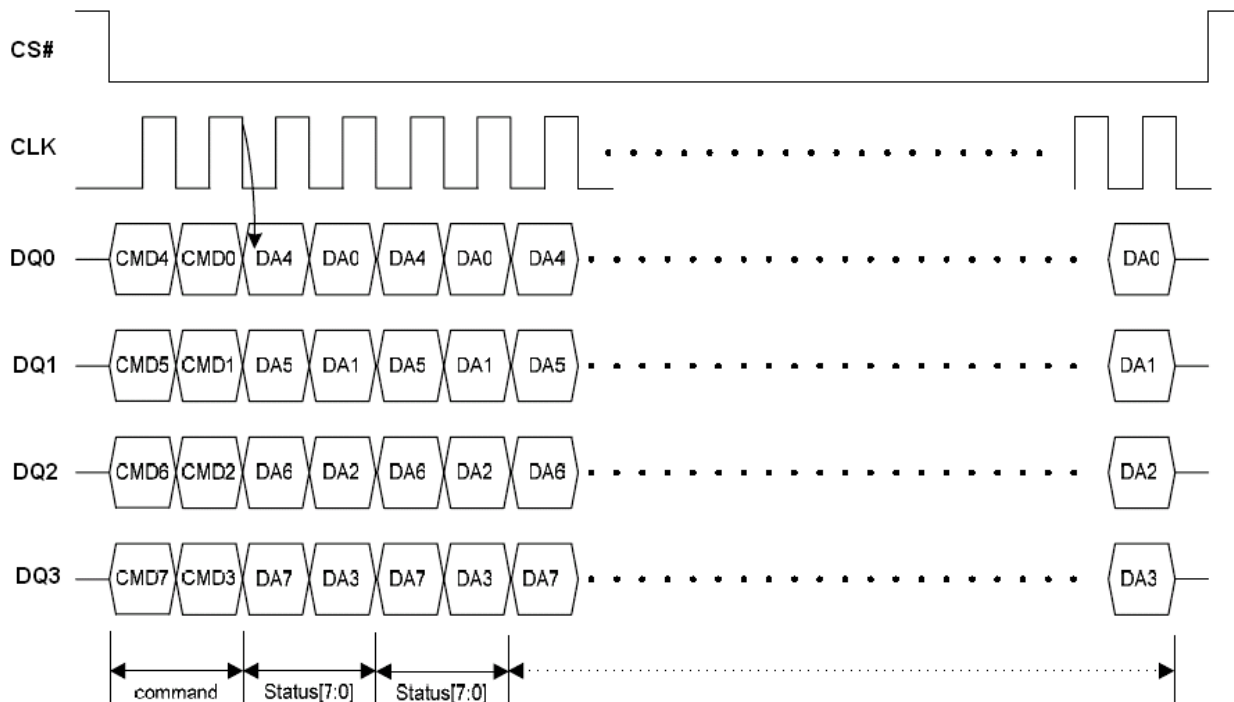 CS#
CLK
DQ0 CMD4 CMD0 DA4 DA0 DA4 DA0 DA4 DA0
DQ1 CMD5 CMD1 DA5 DA1 DA5 DA1 DA5 DA1
DQ2 CMD6 CMD2 DA6 DA2 DA6 DA2 DA6 DA2
DQ3 CMD7 CMD3 DA7 DA3 DA7 DA3 DA7 DA3
command Status[7:0] Status[7:0]